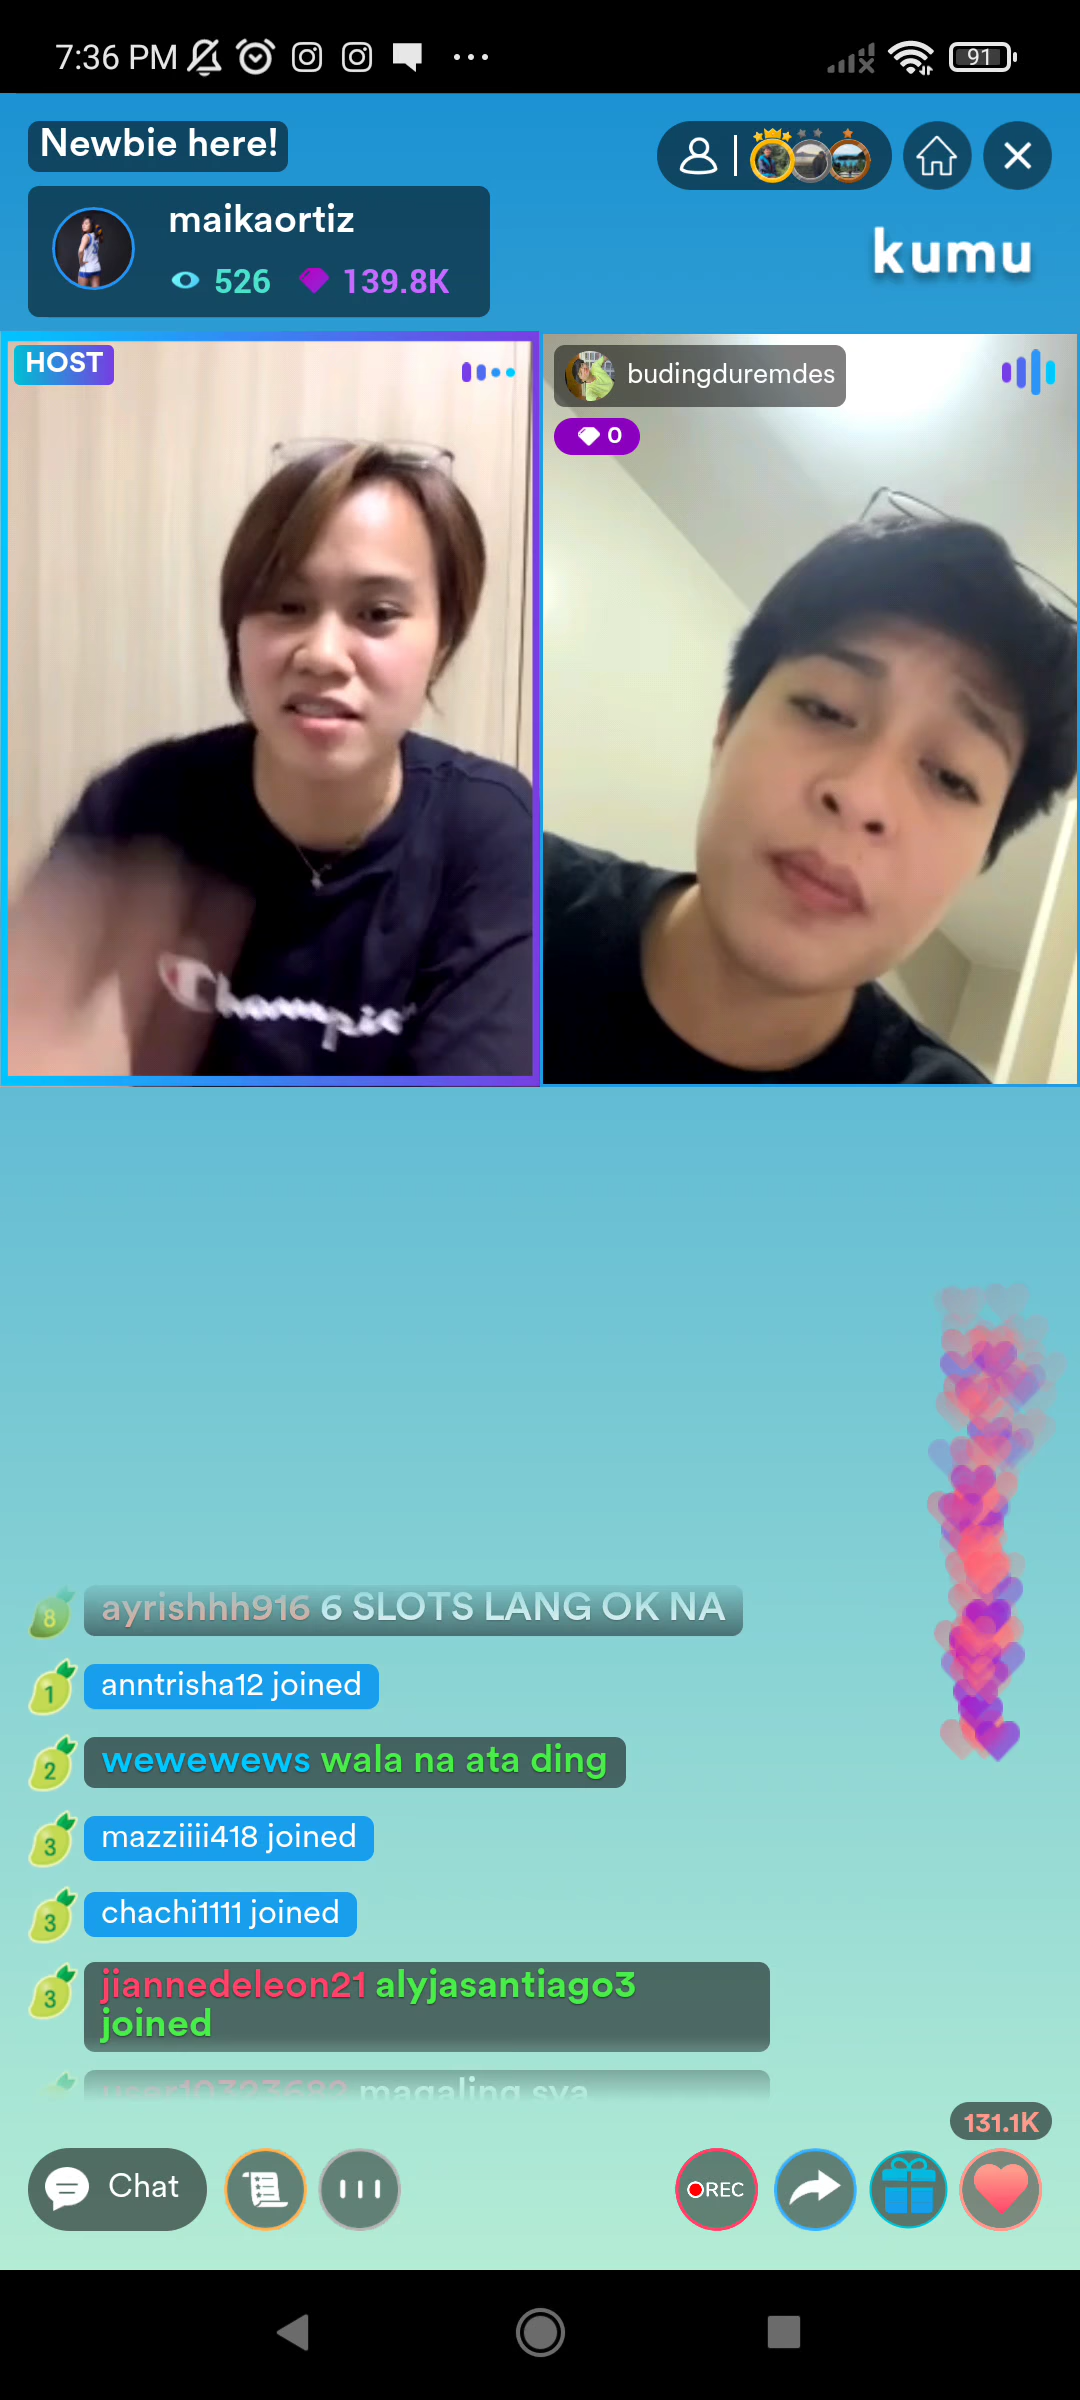 7:36 PM
91
Newbie here!
maikaortiz
526 139.8K
kumu
HOST
budingduremdes
0
Champion
8 ayrishhh916 6 SLOTS LANG OK NA
1 anntrisha12 joined
2 wewewews wala na ata ding
3 mazziiii418 joined
3 chachi1111 joined
3 jiannedeleon21 alyjasantiago3
joined
user10323682 magaling sya
131.1K
Chat
REC